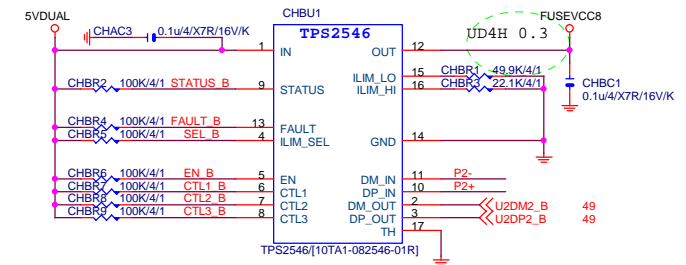 5VDUAL
CHAC3
0.1u/4/X7R/16V/K
CHBU1
TPS2546
UD4H 0.3
FUSEVCC8
1 IN
OUT 12
CHBR2 100K/4/1 STATUS_B 9 STATUS
ILIM_LO 15 CHBR1 49.9K/4/1
ILIM_HI 16 CHBR3 22.1K/4/1
CHBC1
0.1u/4/X7R/16V/K
CHBR4 100K/4/1 FAULT_B 13 FAULT
CHBR5 100K/4/1 SEL_B 4 ILIM_SEL
GND 14
CHBR6 100K/4/1 EN_B 5 EN
CHBR7 100K/4/1 CTL1_B 6 CTL1
CHBR8 100K/4/1 CTL2_B 7 CTL2
CHBR9 100K/4/1 CTL3_B 8 CTL3
DM_IN 11 P2-
DP_IN 10 P2+
DM_OUT 2 U2DM2_B 49
DP_OUT 3 U2DP2_B 49
TH 17
TPS2546/[10TA1-082546-01R]